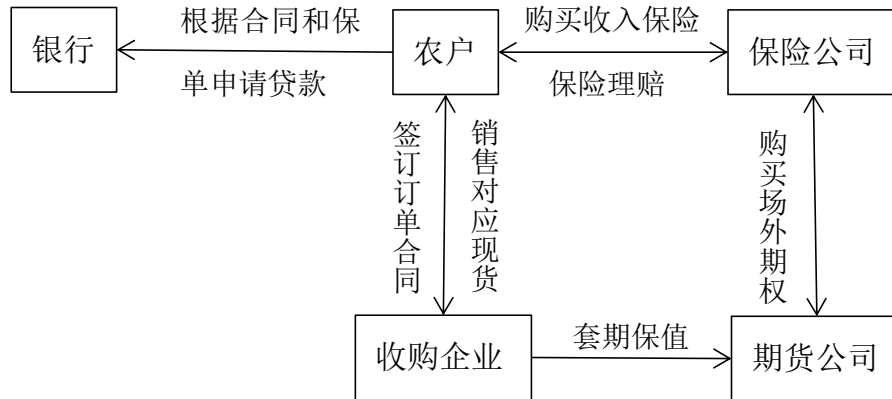 银行
根据合同和保
单申请贷款
农户
购买收入保险
保险理赔
保险公司
签订订单合同
销售对应现货
购买场外期权
收购企业
套期保值
期货公司